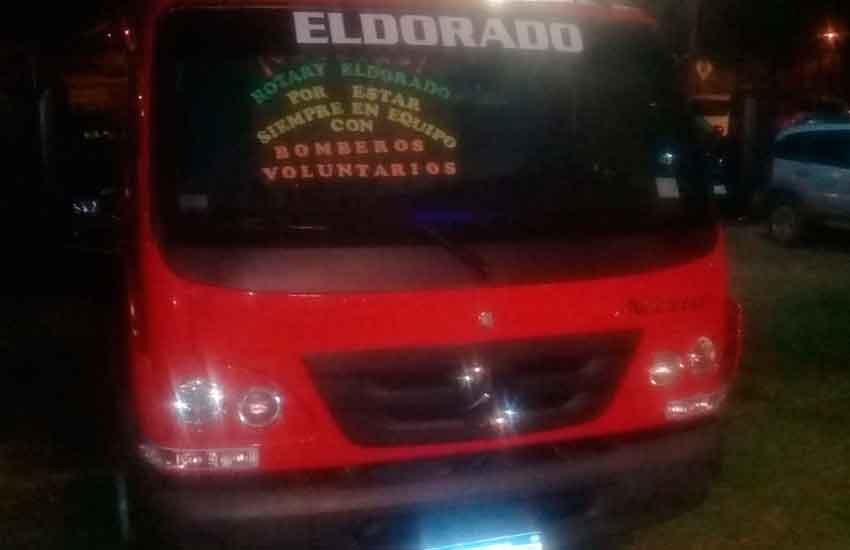 ELDORADO
ROTARY ELDORADO
POR ESTAR
SIEMPRE EN EQUIPO
CON
BOMBEROS
VOLUNTARIOS